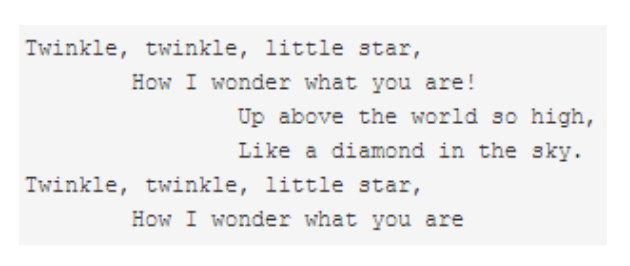 Twinkle, twinkle, little star,
        How I wonder what you are!
                Up above the world so high,
                Like a diamond in the sky.
Twinkle, twinkle, little star,
        How I wonder what you are